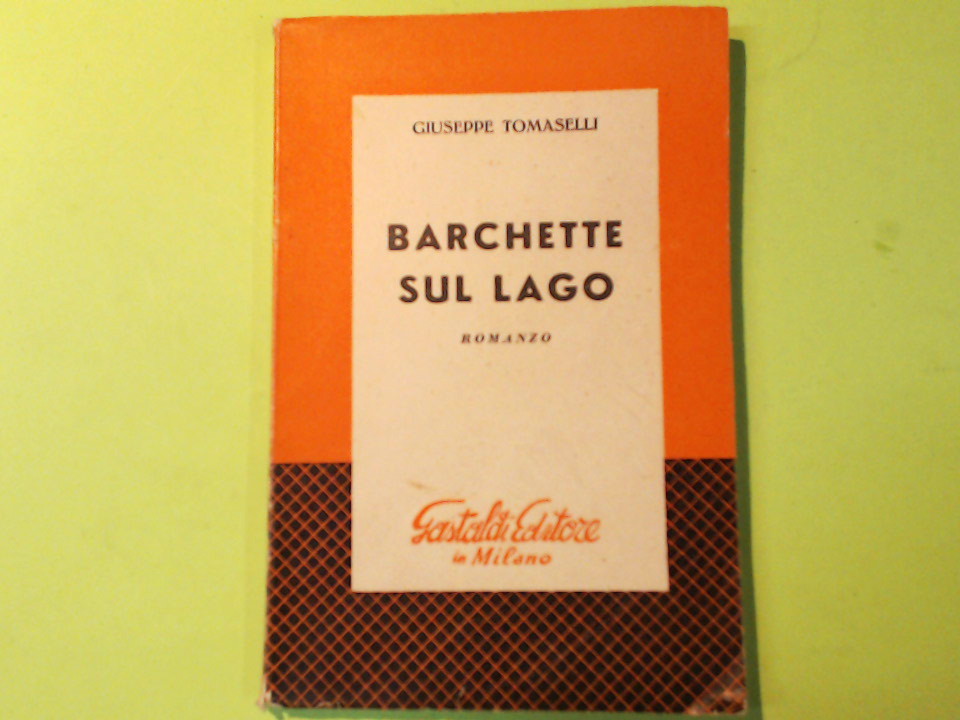 GIUSEPPE TOMASELLI
BARCHETTE
SUL LAGO
ROMANZO
Gastaldi Editore
in Milano